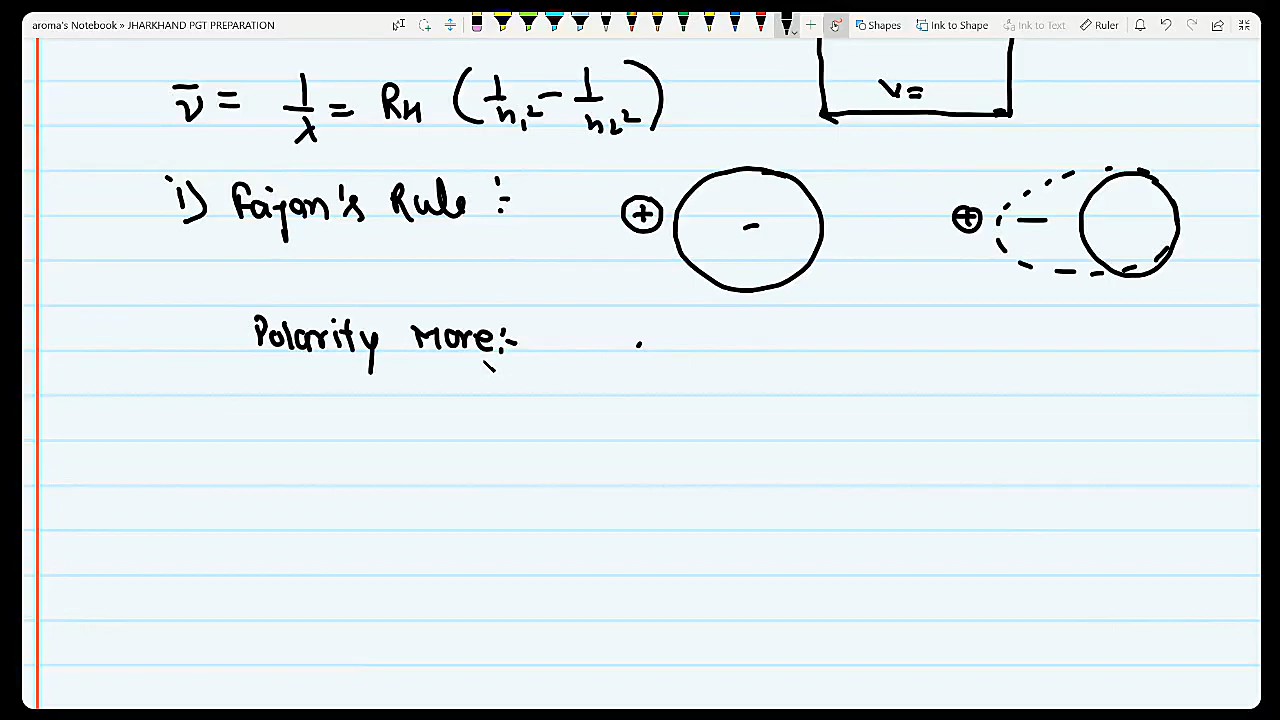 aroma's Notebook » JHARKHAND PGT PREPARATION
Shapes Ink to Shape Ink to Text Ruler
ν̅ = 1/λ = RH (1/n₁² − 1/n₂²)
v=
i) Fajan's Rule :-
+ -
+ —
Polarity More:-